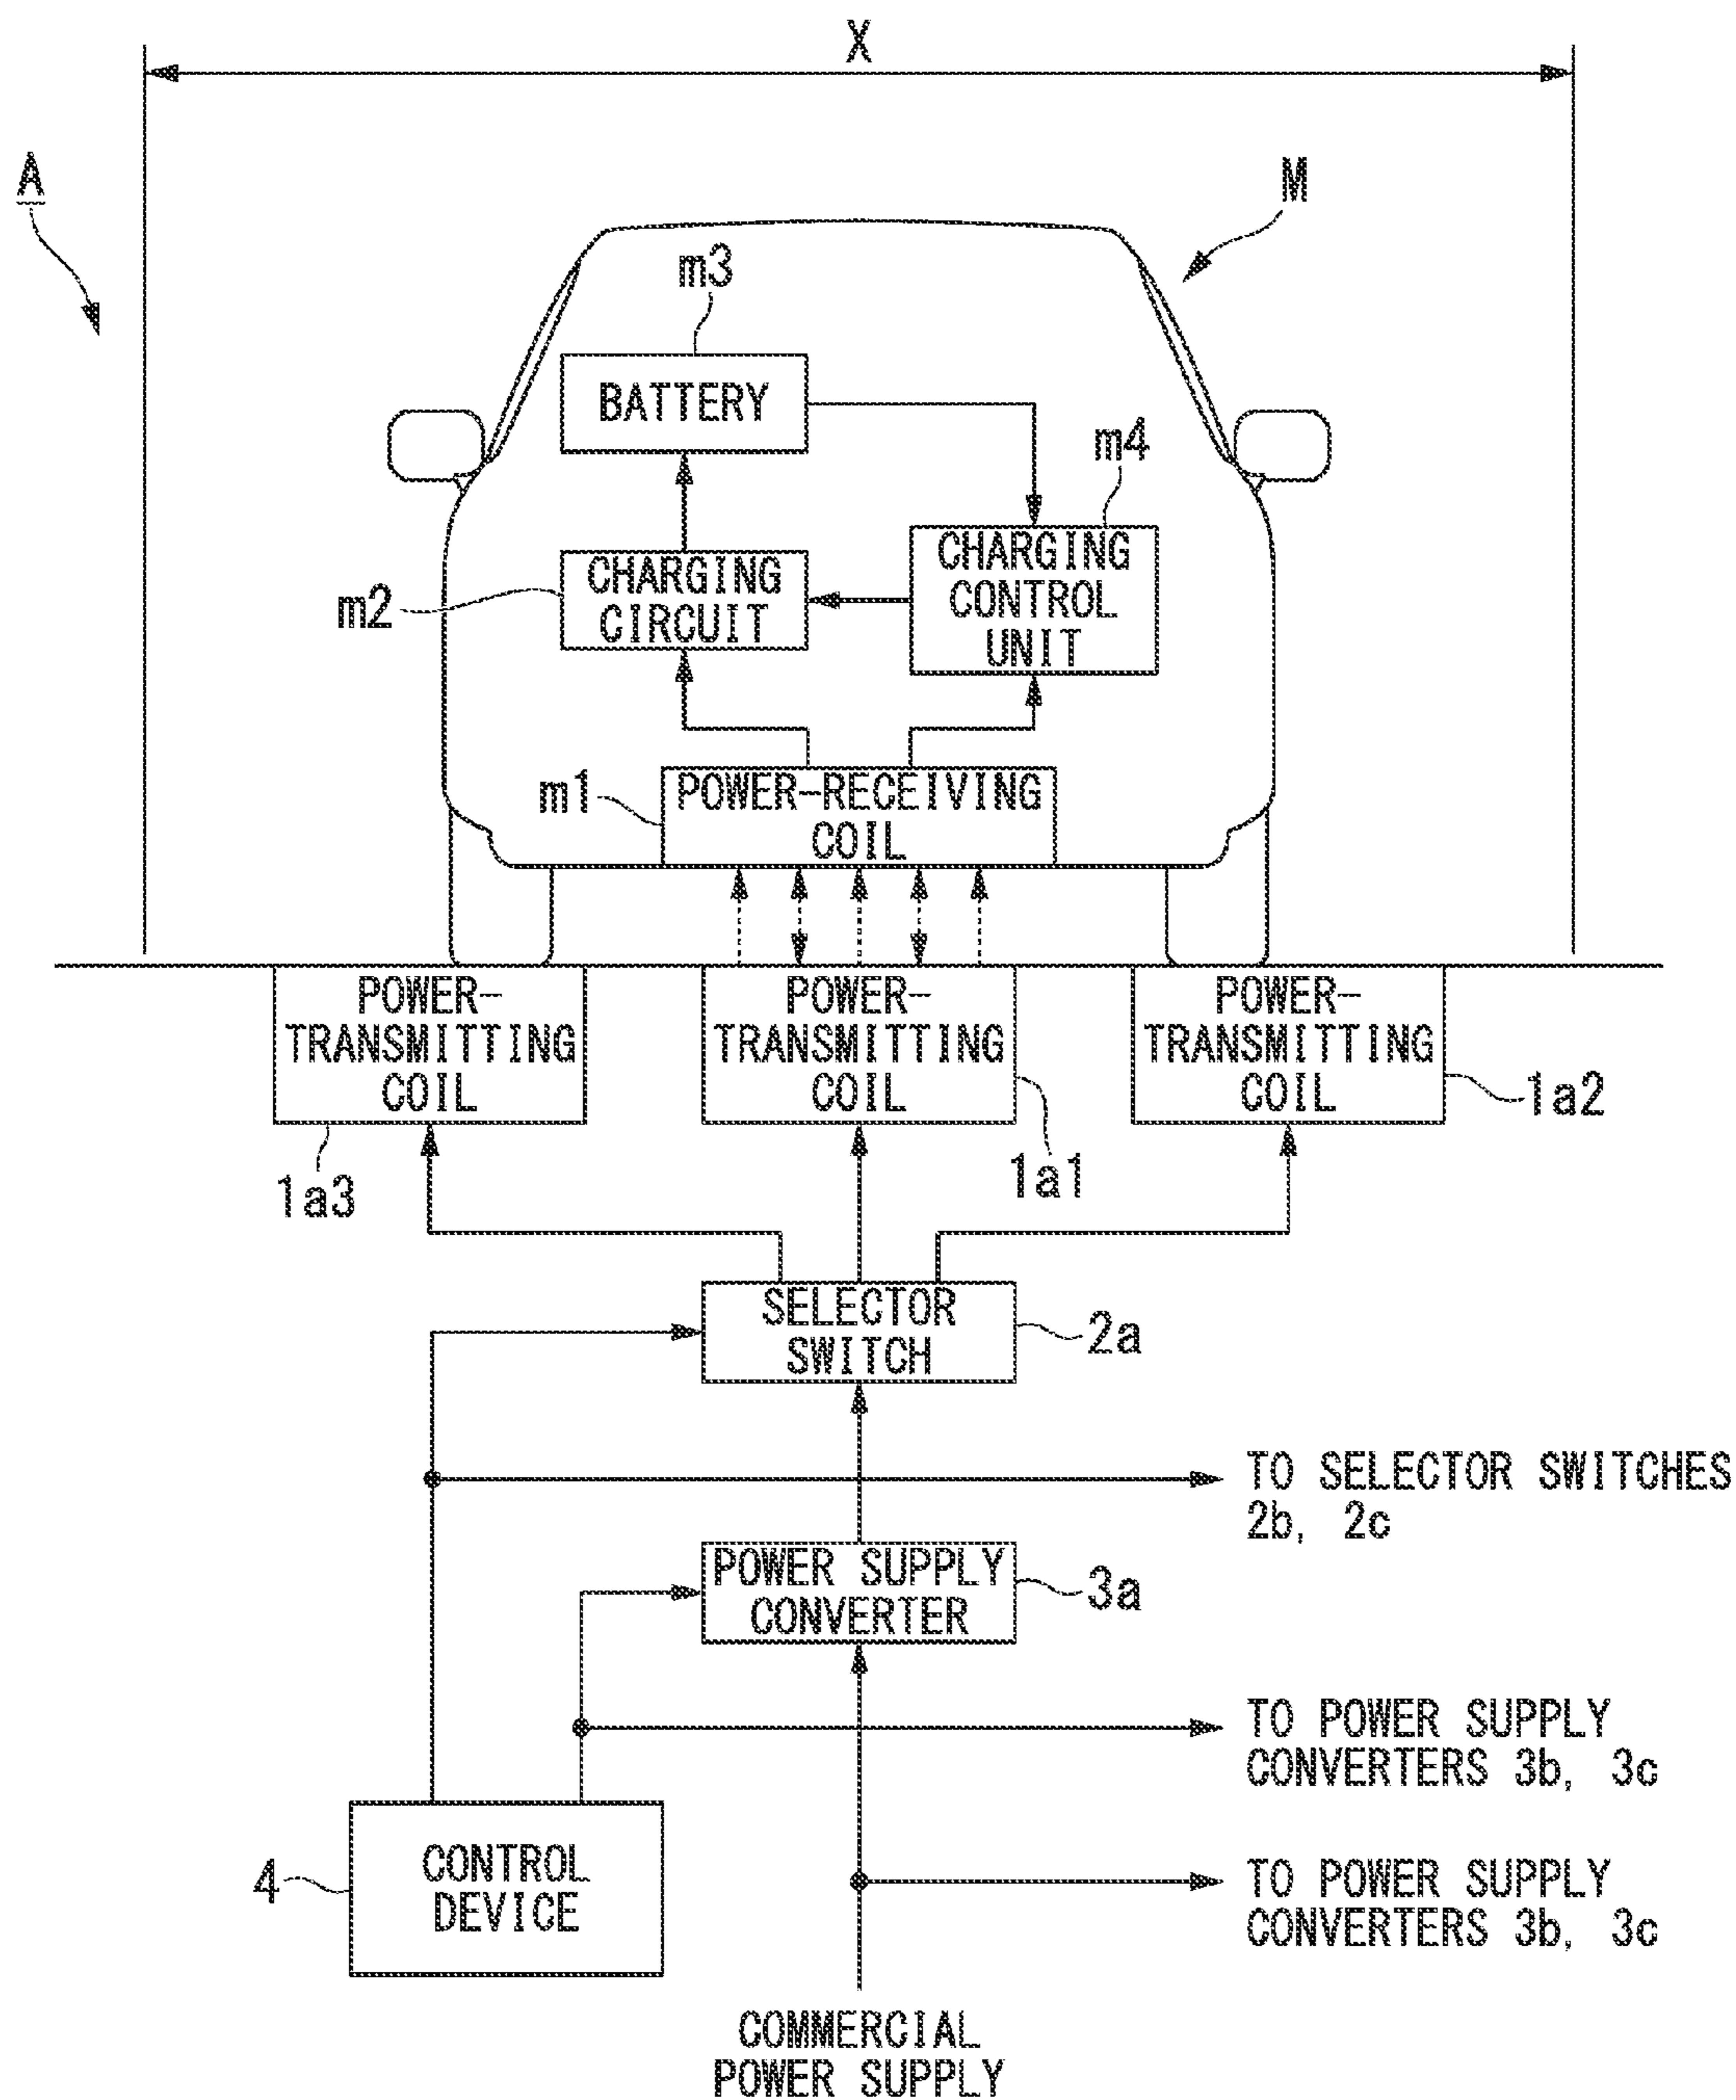 X
A
M
m3
BATTERY
m4
CHARGING
CONTROL
UNIT
CHARGING
CIRCUIT
m2
m1
POWER-RECEIVING
COIL
POWER-
TRANSMITTING
COIL
POWER-
TRANSMITTING
COIL
POWER-
TRANSMITTING
COIL
1a3
1a1
1a2
SELECTOR
SWITCH
2a
TO SELECTOR SWITCHES
2b, 2c
POWER SUPPLY
CONVERTER
3a
TO POWER SUPPLY
CONVERTERS 3b, 3c
4
CONTROL
DEVICE
TO POWER SUPPLY
CONVERTERS 3b, 3c
COMMERCIAL
POWER SUPPLY